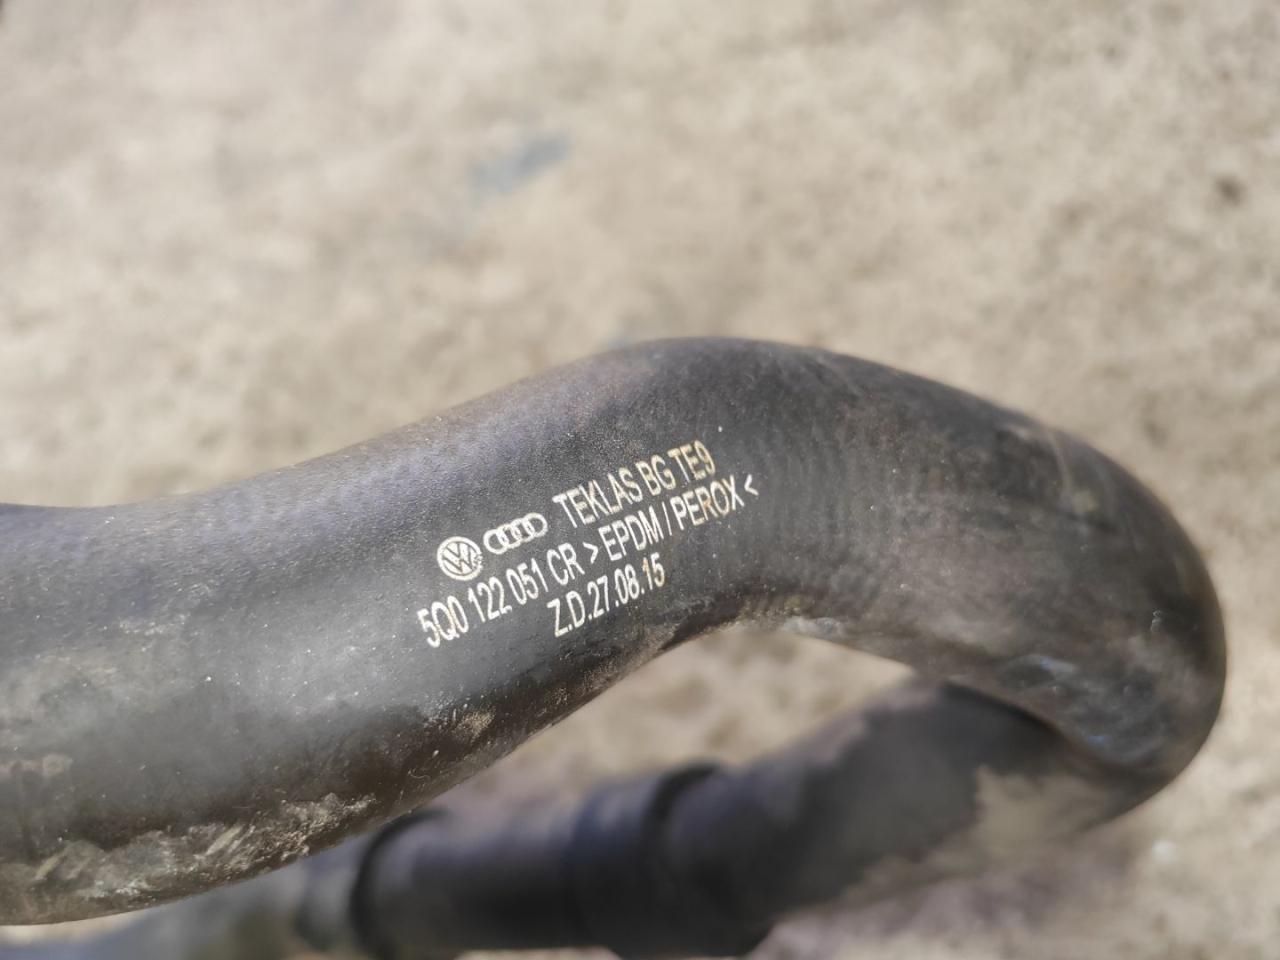 TEKLAS BG TE9
5Q0 122 051 CR > EPDM / PEROX <
Z.D.27.08.15